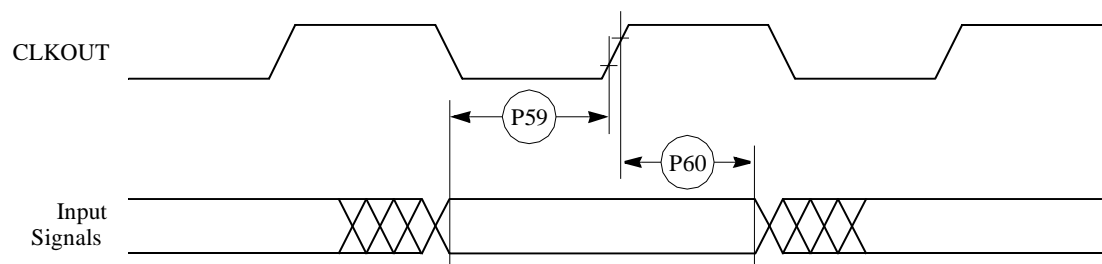 CLKOUT
P59
P60
Input
Signals